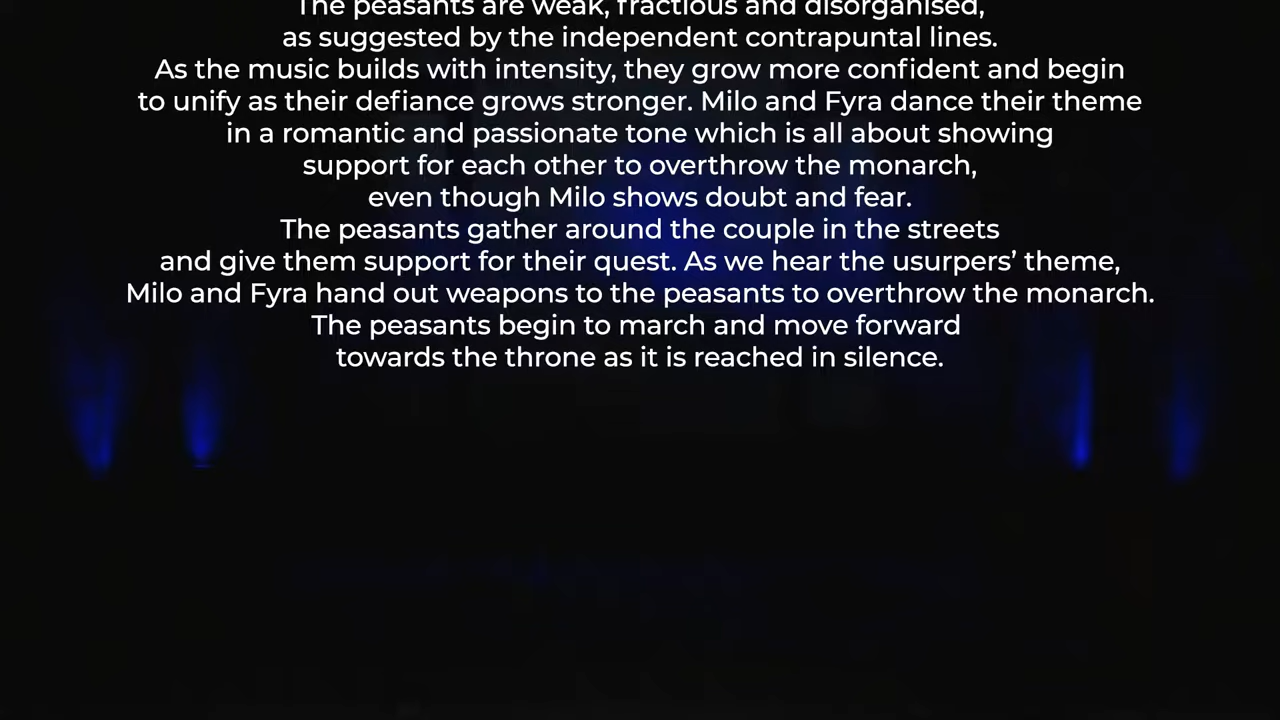 The peasants are weak, fractious and disorganised,
as suggested by the independent contrapuntal lines.
As the music builds with intensity, they grow more confident and begin
to unify as their defiance grows stronger. Milo and Fyra dance their theme
in a romantic and passionate tone which is all about showing
support for each other to overthrow the monarch,
even though Milo shows doubt and fear.
The peasants gather around the couple in the streets
and give them support for their quest. As we hear the usurpers’ theme,
Milo and Fyra hand out weapons to the peasants to overthrow the monarch.
The peasants begin to march and move forward
towards the throne as it is reached in silence.